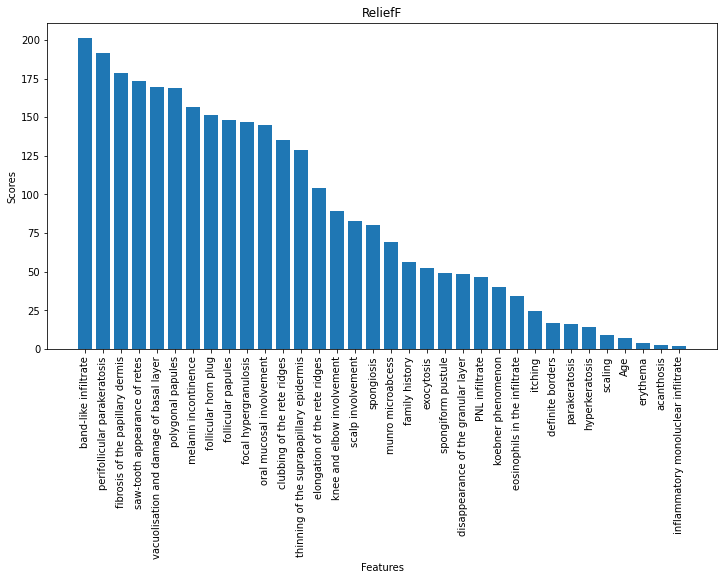 ReliefF
Scores
200
175
150
125
100
75
50
25
0
band-like infiltrate
perifollicular parakeratosis
fibrosis of the papillary dermis
saw-tooth appearance of retes
vacuolisation and damage of basal layer
polygonal papules
melanin incontinence
follicular horn plug
follicular papules
focal hypergranulosis
oral mucosal involvement
clubbing of the rete ridges
thinning of the suprapapillary epidermis
elongation of the rete ridges
knee and elbow involvement
scalp involvement
spongiosis
munro microabcess
family history
exocytosis
spongiform pustule
disappearance of the granular layer
PNL infiltrate
koebner phenomenon
eosinophils in the infiltrate
itching
definite borders
parakeratosis
hyperkeratosis
scaling
Age
erythema
acanthosis
inflammatory monoluclear infiltrate
Features